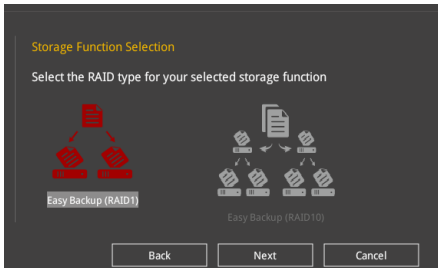 Storage Function Selection
Select the RAID type for your selected storage function
Easy Backup (RAID1)
Easy Backup (RAID10)
Back
Next
Cancel